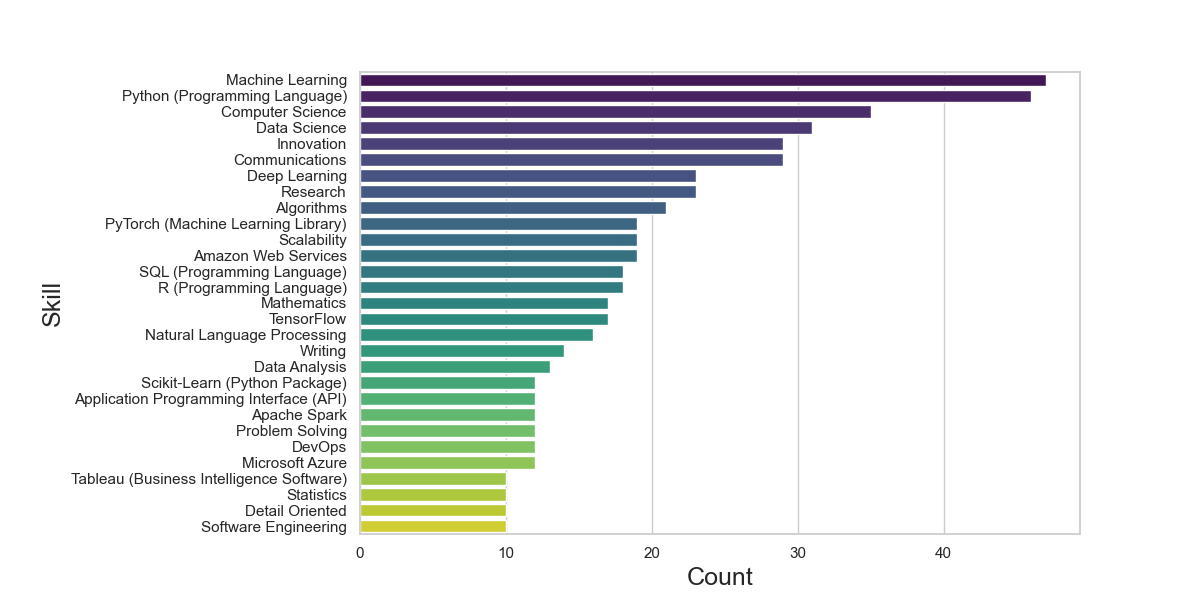 Machine Learning
Python (Programming Language)
Computer Science
Data Science
Innovation
Communications
Deep Learning
Research
Algorithms
PyTorch (Machine Learning Library)
Scalability
Amazon Web Services
SQL (Programming Language)
R (Programming Language)
Mathematics
TensorFlow
Natural Language Processing
Writing
Data Analysis
Scikit-Learn (Python Package)
Application Programming Interface (API)
Apache Spark
Problem Solving
DevOps
Microsoft Azure
Tableau (Business Intelligence Software)
Statistics
Detail Oriented
Software Engineering
Skill
0 10 20 30 40
Count